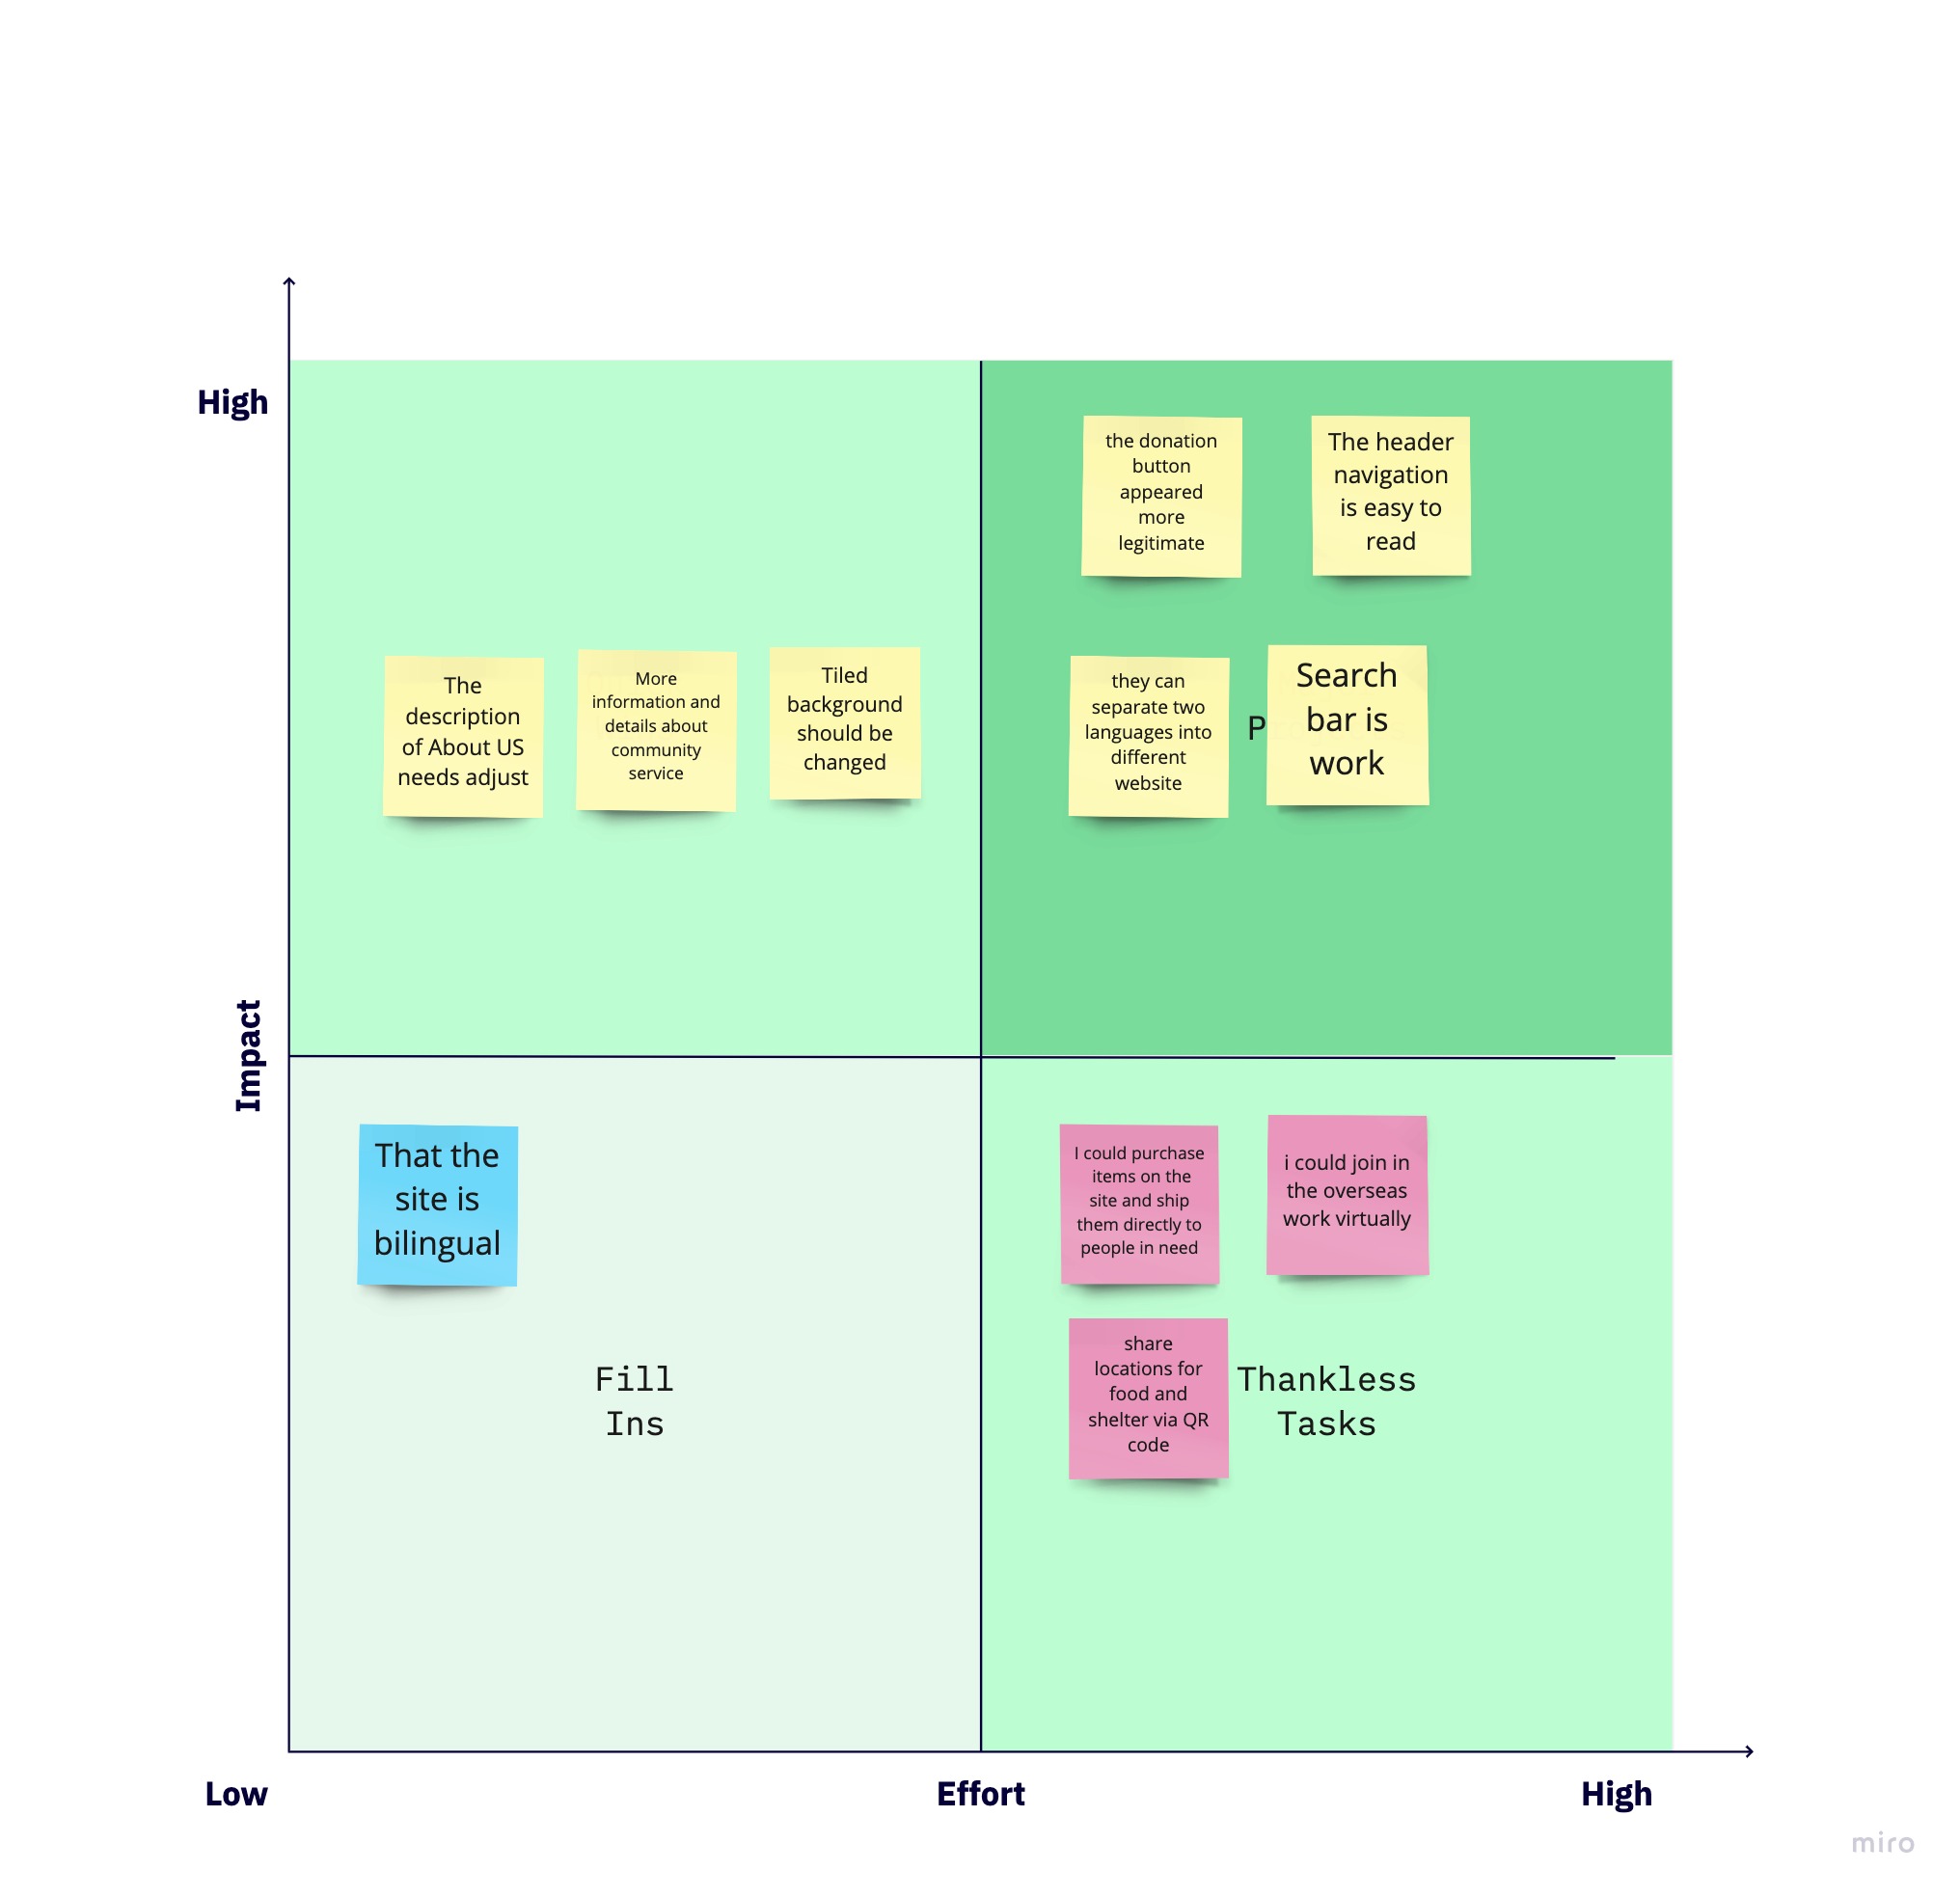 High
the donation
button
appeared
more
legitimate
The header
navigation
is easy to
read
The
description
of About US
needs adjust
More
information and
details about
community
service
Tiled
background
should be
changed
they can
separate two
languages into
different
website
Search
bar is
work
Impact
That the
site is
bilingual
I could purchase
items on the
site and ship
them directly to
people in need
i could join in
the overseas
work virtually
share
locations for
food and
shelter via QR
code
Fill
Ins
Thankless
Tasks
Low
Effort
High
miro